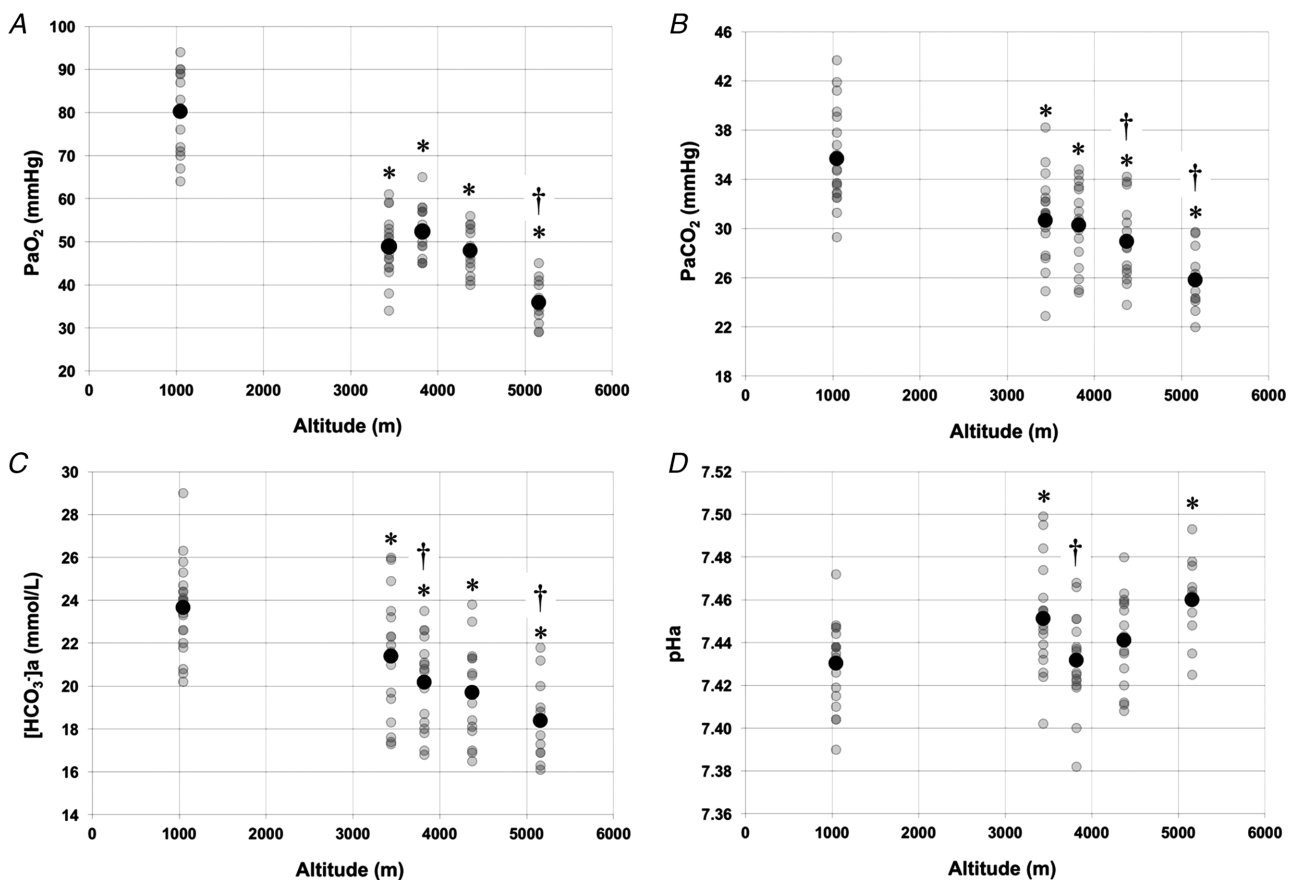 A
PaO2 (mmHg)
100
90
80
70
60
50
40
30
20
* * * † *
0 1000 2000 3000 4000 5000 6000
Altitude (m)
B
PaCO2 (mmHg)
46
42
38
34
30
26
22
18
* * † * † *
0 1000 2000 3000 4000 5000 6000
Altitude (m)
C
[HCO3-]a (mmol/L)
30
28
26
24
22
20
18
16
14
* † * * † *
0 1000 2000 3000 4000 5000 6000
Altitude (m)
D
pHa
7.52
7.50
7.48
7.46
7.44
7.42
7.40
7.38
7.36
* † *
0 1000 2000 3000 4000 5000 6000
Altitude (m)